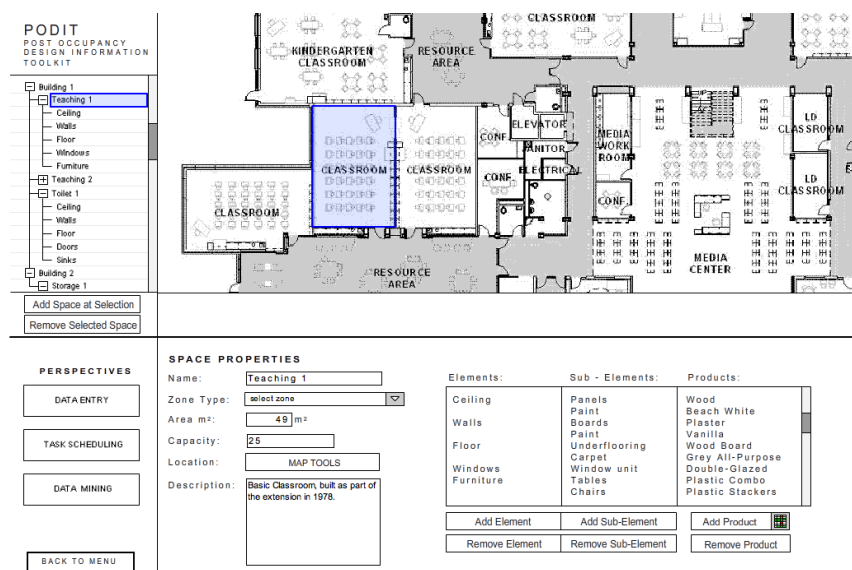 PODIT
POST OCCUPANCY
DESIGN INFORMATION
TOOLKIT
Building 1
Teaching 1
Ceiling
Walls
Floor
Windows
Furniture
Teaching 2
Toilet 1
Ceiling
Walls
Floor
Doors
Sinks
Building 2
Storage 1
Add Space at Selection
Remove Selected Space
CLASSROOM
KINDERGARTEN
CLASSROOM
RESOURCE
AREA
CONF.
ELEVATOR
JANITOR
ELECTRICAL
MEDIA
WORK
ROOM
LD
CLASSROOM
CLASSROOM
CLASSROOM
CONF.
LD
CLASSROOM
CLASSROOM
CONF.
MEDIA
CENTER
RESOURCE
AREA
PERSPECTIVES
DATA ENTRY
TASK SCHEDULING
DATA MINING
BACK TO MENU
SPACE PROPERTIES
Name: Teaching 1
Zone Type: select zone
Area m²: 49 m²
Capacity: 25
Location: MAP TOOLS
Description: Basic Classroom, built as part of
the extension in 1978.
Elements: Sub - Elements: Products:
Ceiling Panels Wood
Paint Beach White
Walls Boards Plaster
Paint Vanilla
Floor Underflooring Wood Board
Carpet Grey All-Purpose
Windows Window unit Double-Glazed
Furniture Tables Plastic Combo
Chairs Plastic Stackers
Add Element Add Sub-Element Add Product
Remove Element Remove Sub-Element Remove Product